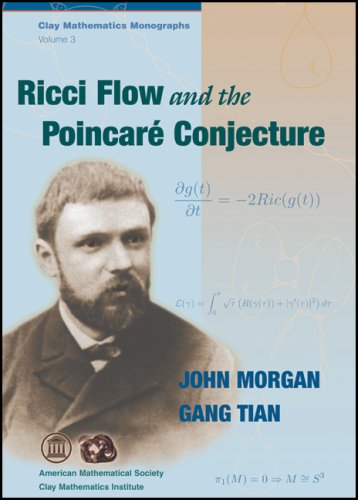 Clay Mathematics Monographs
Volume 3
Ricci Flow and the
Poincaré Conjecture
∂g(t)/∂t = −2Ric(g(t))
ℒ(γ) = ∫₀^τ √τ (R(γ(τ)) + |γ′(τ)|²) dτ
JOHN MORGAN
GANG TIAN
American Mathematical Society
Clay Mathematics Institute
π₁(M) = 0 ⇒ M ≅ S³